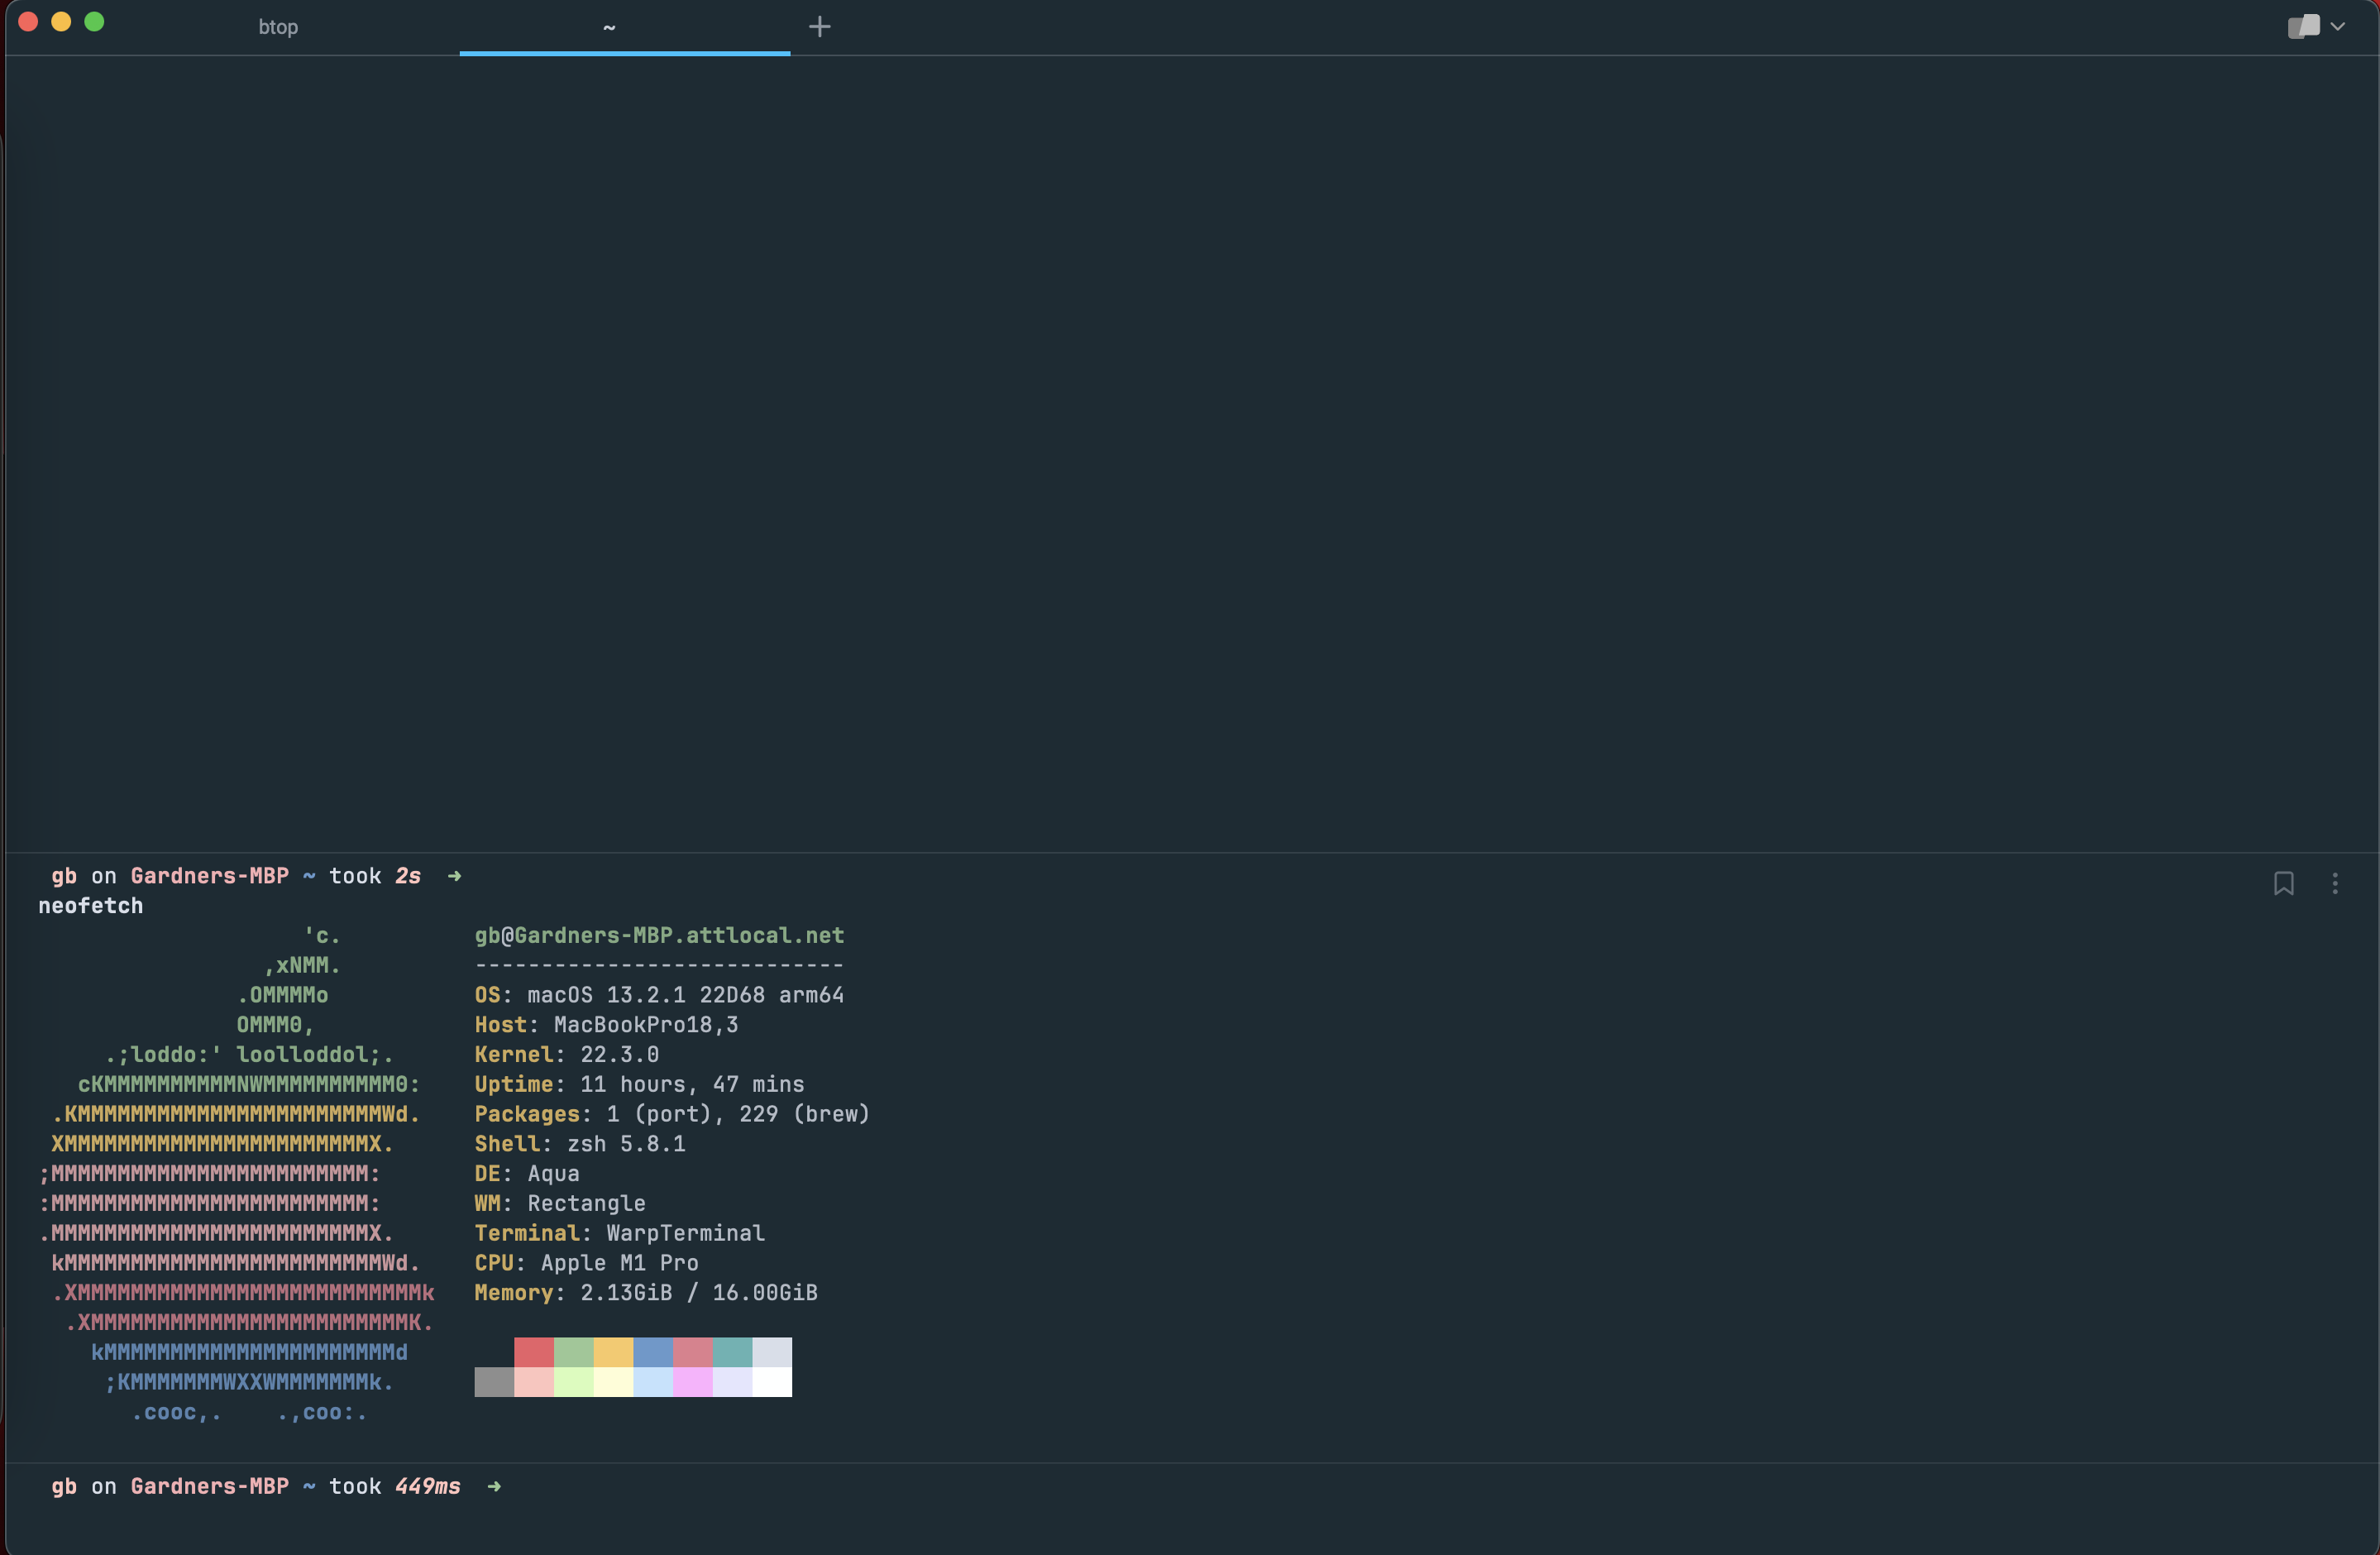 btop
~
gb on Gardners-MBP ~ took 2s ➜
neofetch
'c. gb@Gardners-MBP.attlocal.net
,xNMM. ----------------------------
.OMMMMo OS: macOS 13.2.1 22D68 arm64
OMMM0, Host: MacBookPro18,3
.;loddo:' loolloddol;. Kernel: 22.3.0
cKMMMMMMMMMMNWMMMMMMMMMM0: Uptime: 11 hours, 47 mins
.KMMMMMMMMMMMMMMMMMMMMMMMWd. Packages: 1 (port), 229 (brew)
XMMMMMMMMMMMMMMMMMMMMMMMX. Shell: zsh 5.8.1
;MMMMMMMMMMMMMMMMMMMMMMMM: DE: Aqua
:MMMMMMMMMMMMMMMMMMMMMMMM: WM: Rectangle
.MMMMMMMMMMMMMMMMMMMMMMMMX. Terminal: WarpTerminal
kMMMMMMMMMMMMMMMMMMMMMMMMWd. CPU: Apple M1 Pro
.XMMMMMMMMMMMMMMMMMMMMMMMMMMk Memory: 2.13GiB / 16.00GiB
.XMMMMMMMMMMMMMMMMMMMMMMMMK.
kMMMMMMMMMMMMMMMMMMMMMMd
;KMMMMMMMWXXWMMMMMMMk.
.cooc,. .,coo:.
gb on Gardners-MBP ~ took 449ms ➜